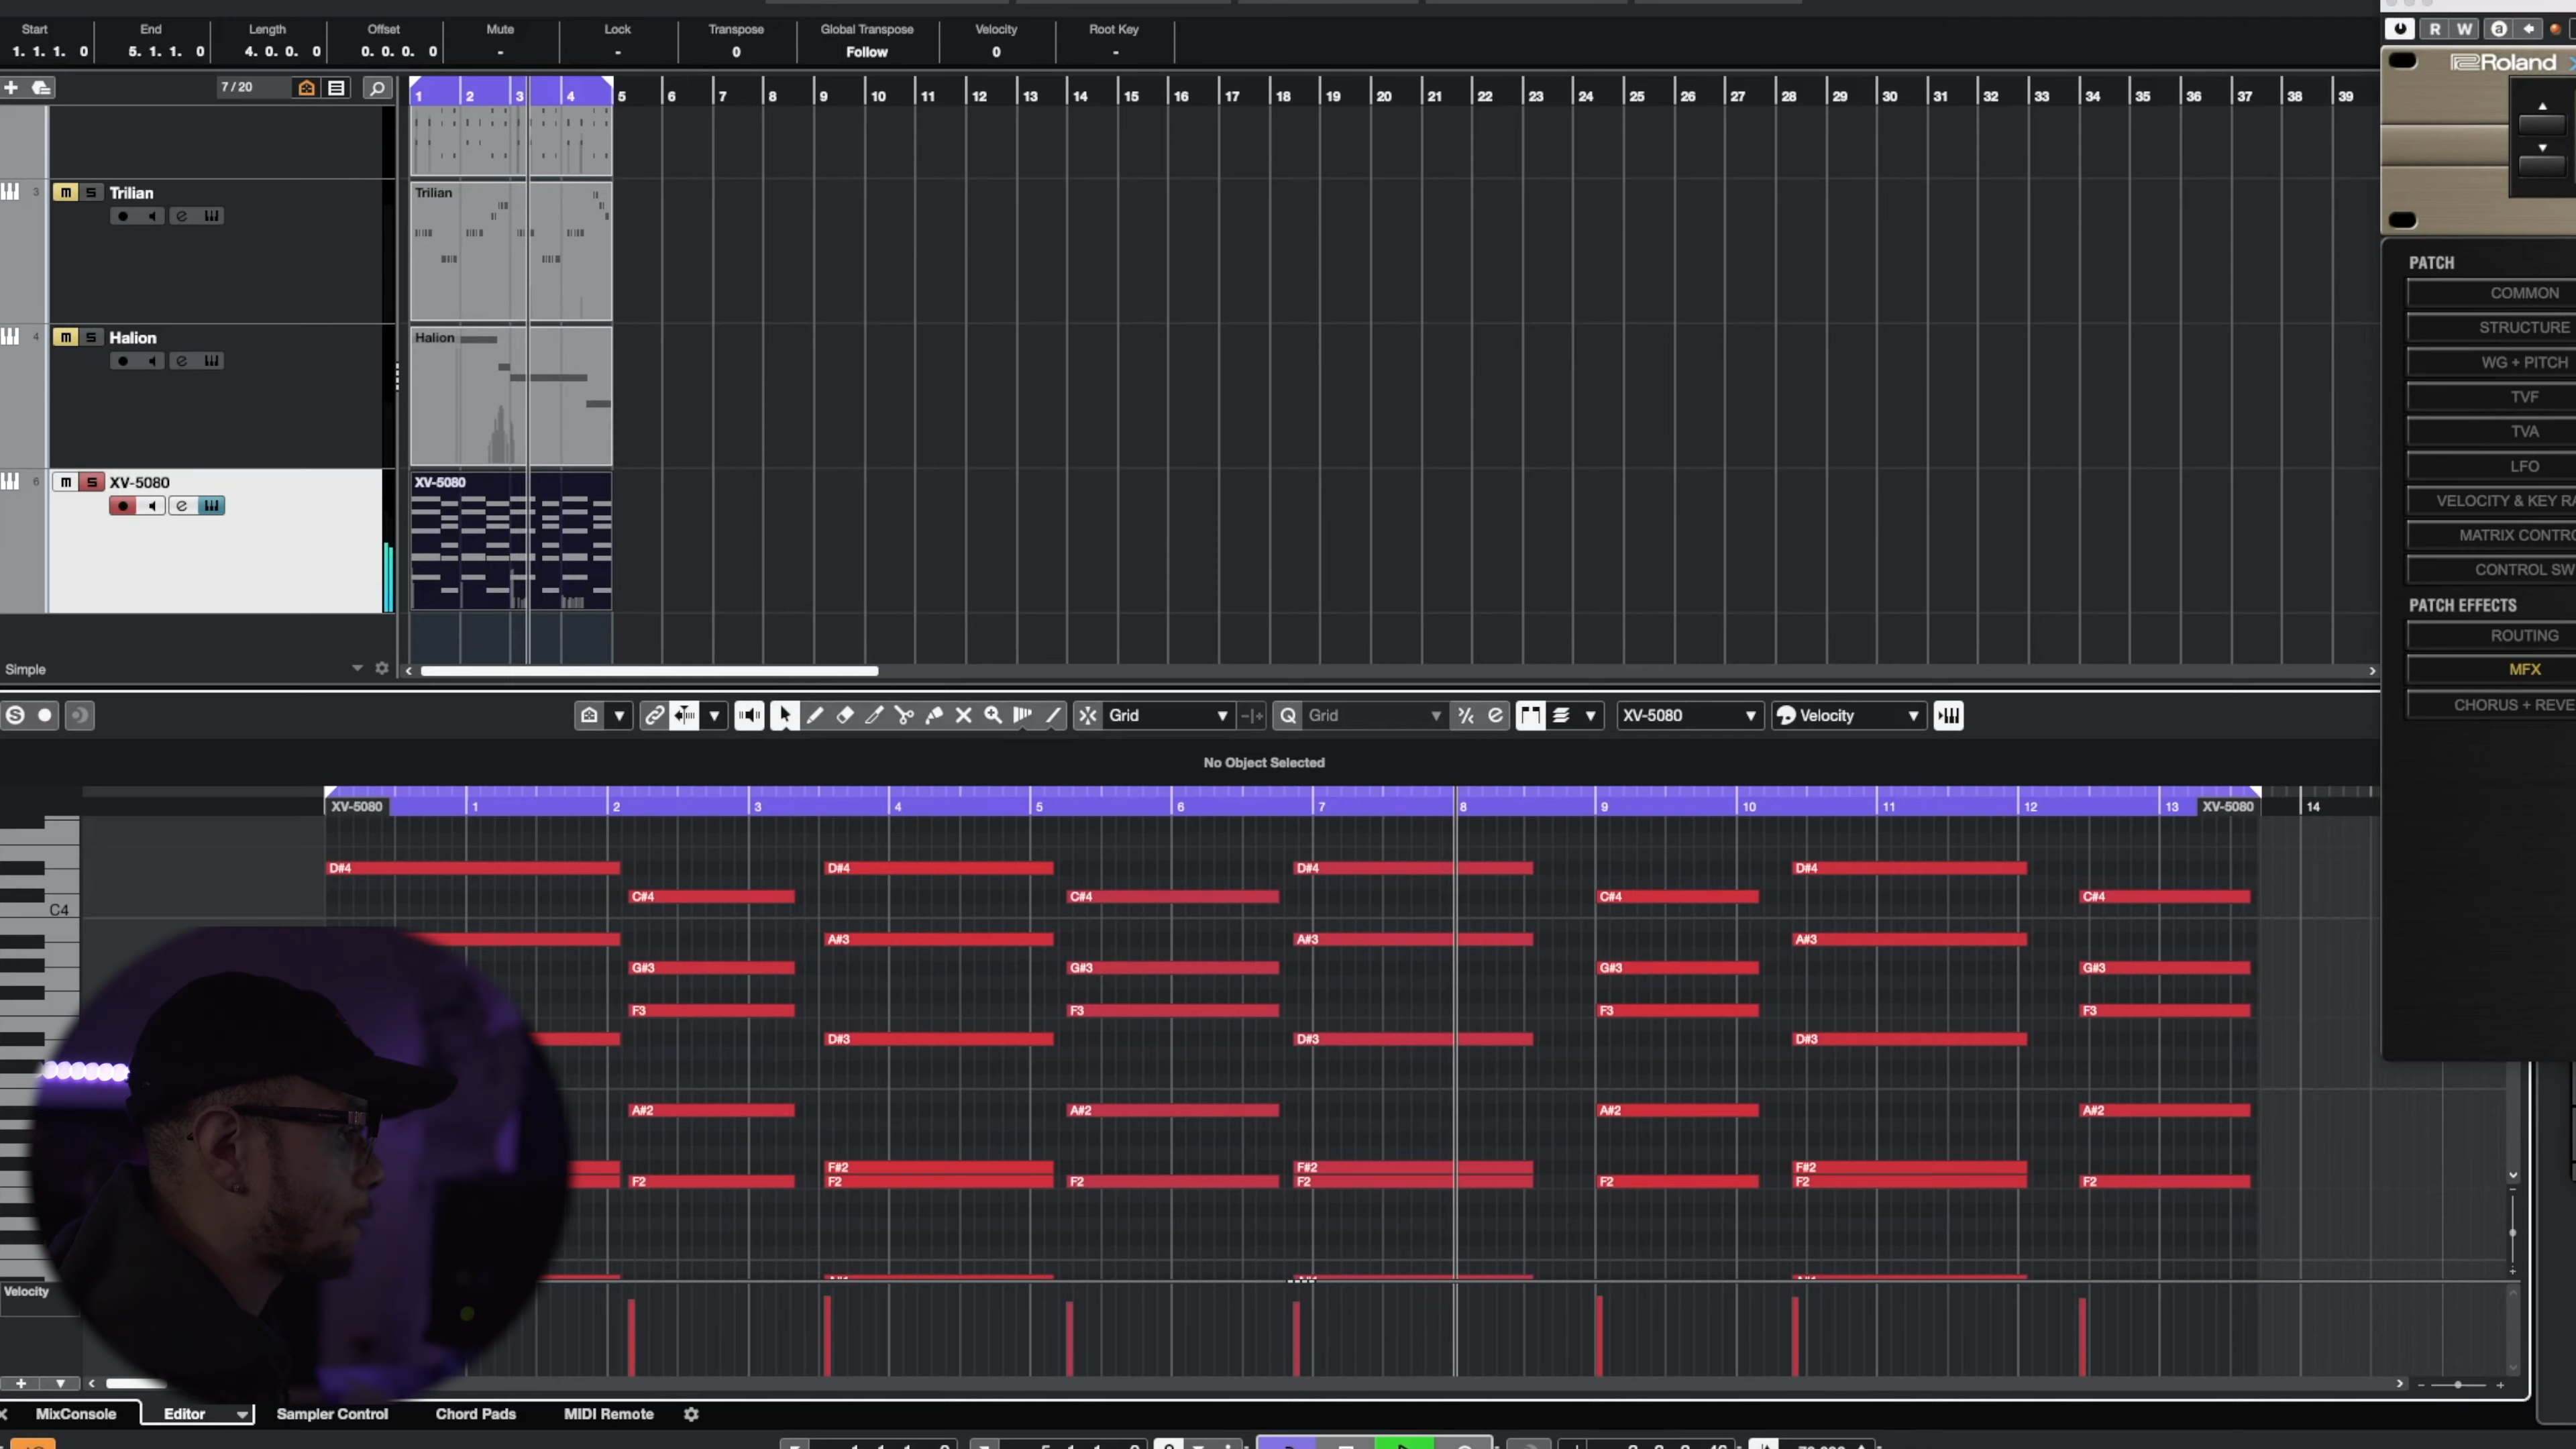 Start End Length Offset Mute Lock Transpose Global Transpose Velocity Root Key
1. 1. 1. 0 5. 1. 1. 0 4. 0. 0. 0 0. 0. 0. 0 - - 0 Follow 0 -
R W a
Roland
7 / 20
1 2 3 4 5 6 7 8 9 10 11 12 13 14 15 16 17 18 19 20 21 22 23 24 25 26 27 28 29 30 31 32 33 34 35 36 37 38 39
3 m S Trilian
Trilian
e
4 m S Halion
Halion
e
6 m S XV-5080
XV-5080
e
Simple
PATCH
COMMON
STRUCTURE
WG + PITCH
TVF
TVA
LFO
VELOCITY & KEY RA
MATRIX CONTRO
CONTROL SW
PATCH EFFECTS
ROUTING
MFX
CHORUS + REVE
S Grid Q Grid e XV-5080 Velocity
No Object Selected
XV-5080 1 2 3 4 5 6 7 8 9 10 11 12 13 XV-5080 14
D#4 D#4 D#4 D#4
C#4 C#4 C#4 C#4
C4
A#3 A#3 A#3
G#3 G#3 G#3 G#3
F3 F3 F3 F3
D#3 D#3 D#3
A#2 A#2 A#2 A#2
F#2 F#2 F#2
F2 F2 F2 F2 F2 F2 F2
Velocity
MixConsole Editor Sampler Control Chord Pads MIDI Remote